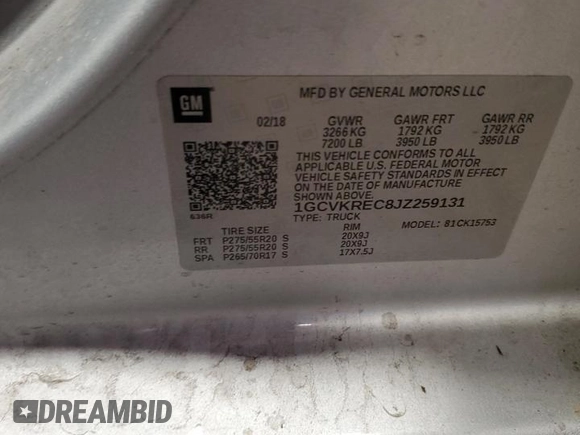 GM
MFD BY GENERAL MOTORS LLC
02/18 GVWR GAWR FRT GAWR RR
3266 KG 1792 KG 1792 KG
7200 LB 3950 LB 3950 LB
THIS VEHICLE CONFORMS TO ALL
APPLICABLE U.S. FEDERAL MOTOR
VEHICLE SAFETY STANDARDS IN EFFECT
ON THE DATE OF MANUFACTURE
SHOWN ABOVE.
1GCVKREC8JZ259131
636R TYPE: TRUCK MODEL: 81CK15753
TIRE SIZE RIM
FRT P275/55R20 S 20X9J
RR P275/55R20 S 20X9J
SPA P265/70R17 S 17X7.5J
DREAMBID